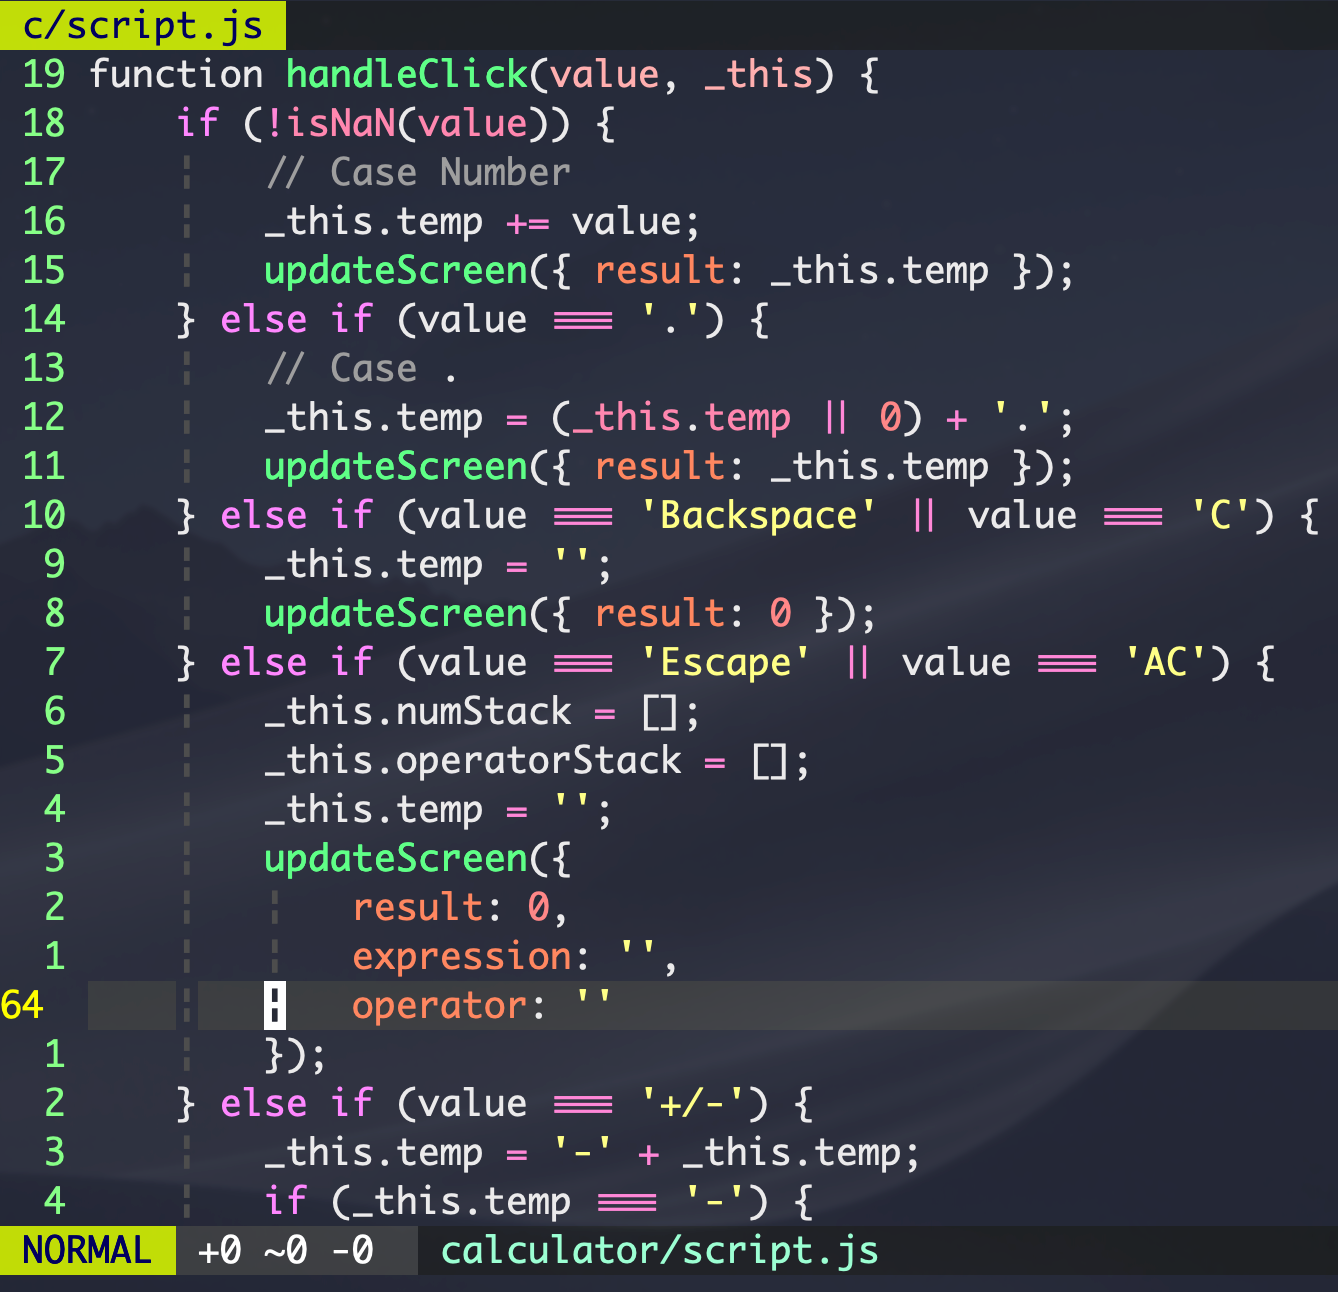 c/script.js
19 function handleClick(value, _this) {
18     if (!isNaN(value)) {
17         // Case Number
16         _this.temp += value;
15         updateScreen({ result: _this.temp });
14     } else if (value === '.') {
13         // Case .
12         _this.temp = (_this.temp || 0) + '.';
11         updateScreen({ result: _this.temp });
10     } else if (value === 'Backspace' || value === 'C') {
9         _this.temp = '';
8         updateScreen({ result: 0 });
7     } else if (value === 'Escape' || value === 'AC') {
6         _this.numStack = [];
5         _this.operatorStack = [];
4         _this.temp = '';
3         updateScreen({
2             result: 0,
1             expression: '',
64             operator: ''
1         });
2     } else if (value === '+/-') {
3         _this.temp = '-' + _this.temp;
4         if (_this.temp === '-') {
NORMAL +0 ~0 -0 calculator/script.js